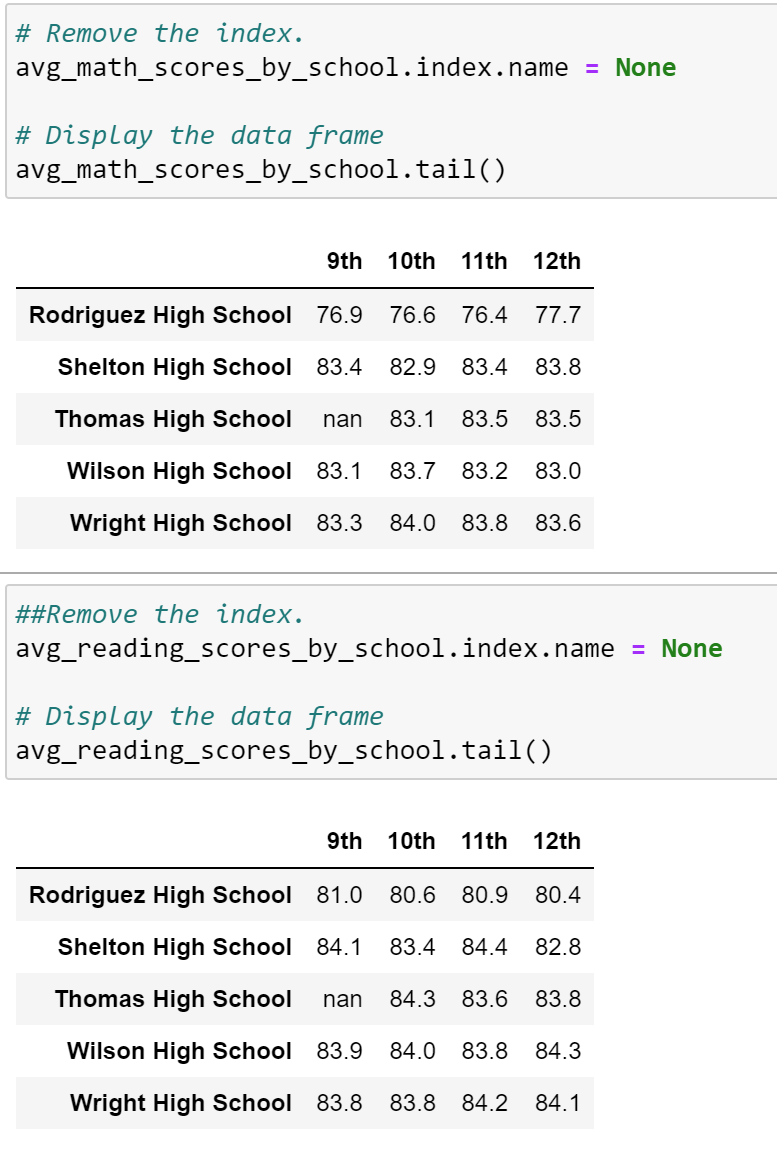 # Remove the index.
avg_math_scores_by_school.index.name = None
# Display the data frame
avg_math_scores_by_school.tail()
9th 10th 11th 12th
Rodriguez High School 76.9 76.6 76.4 77.7
Shelton High School 83.4 82.9 83.4 83.8
Thomas High School nan 83.1 83.5 83.5
Wilson High School 83.1 83.7 83.2 83.0
Wright High School 83.3 84.0 83.8 83.6
##Remove the index.
avg_reading_scores_by_school.index.name = None
# Display the data frame
avg_reading_scores_by_school.tail()
9th 10th 11th 12th
Rodriguez High School 81.0 80.6 80.9 80.4
Shelton High School 84.1 83.4 84.4 82.8
Thomas High School nan 84.3 83.6 83.8
Wilson High School 83.9 84.0 83.8 84.3
Wright High School 83.8 83.8 84.2 84.1